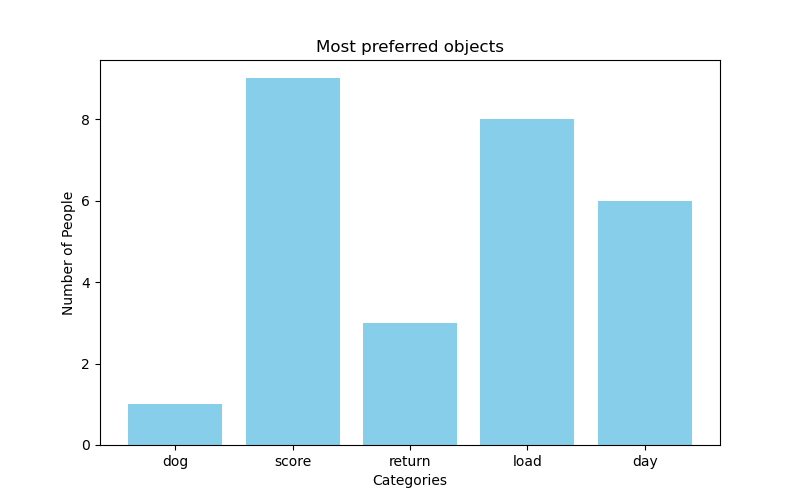 Most preferred objects
Number of People
8
6
4
2
0
dog score return load day
Categories